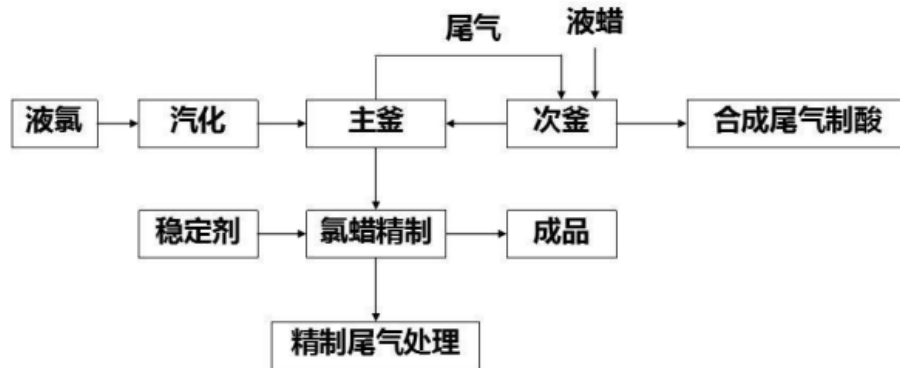 尾气
液蜡
液氯
汽化
主釜
次釜
合成尾气制酸
稳定剂
氯蜡精制
成品
精制尾气处理